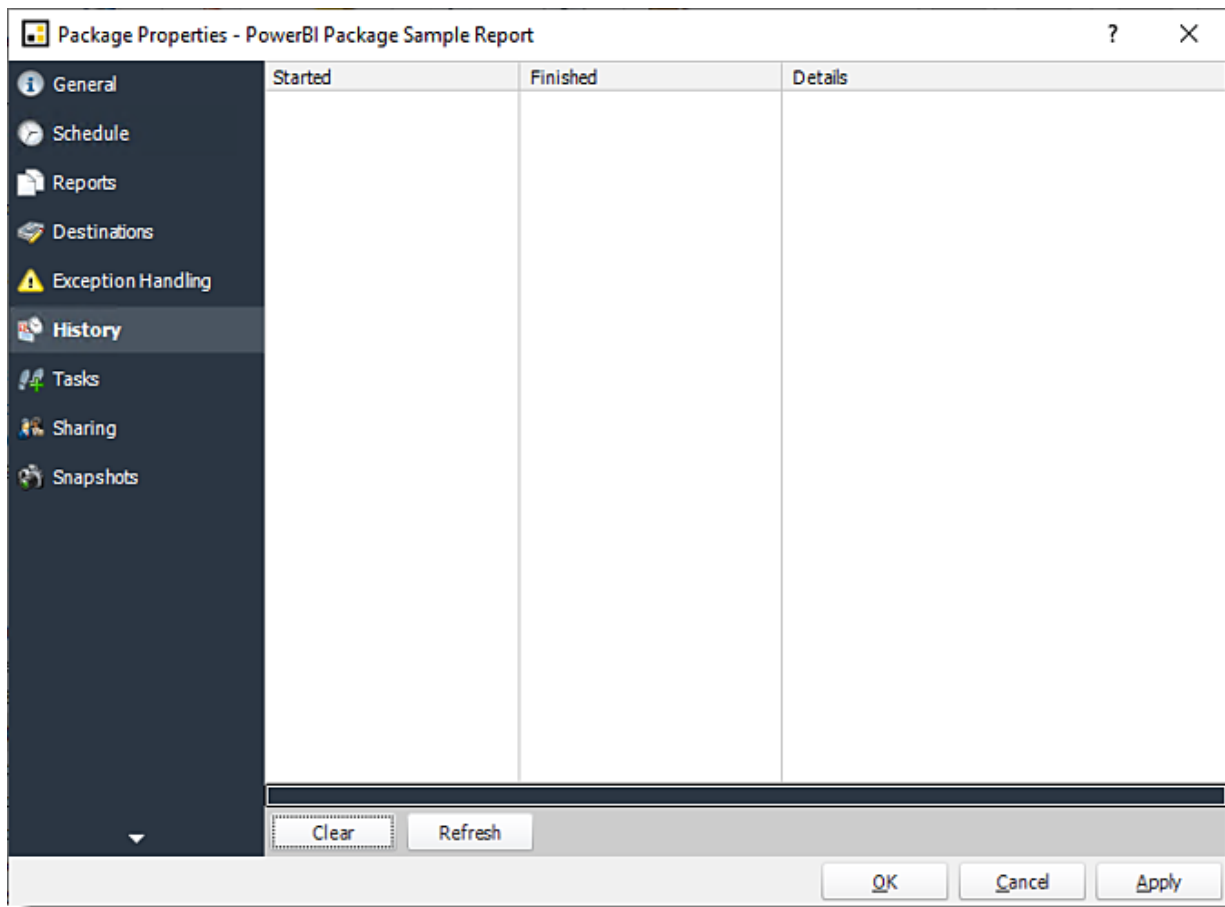 Package Properties - PowerBI Package Sample Report
?
General
Schedule
Reports
Destinations
Exception Handling
History
Tasks
Sharing
Snapshots
Started Finished Details
Clear Refresh
OK Cancel Apply